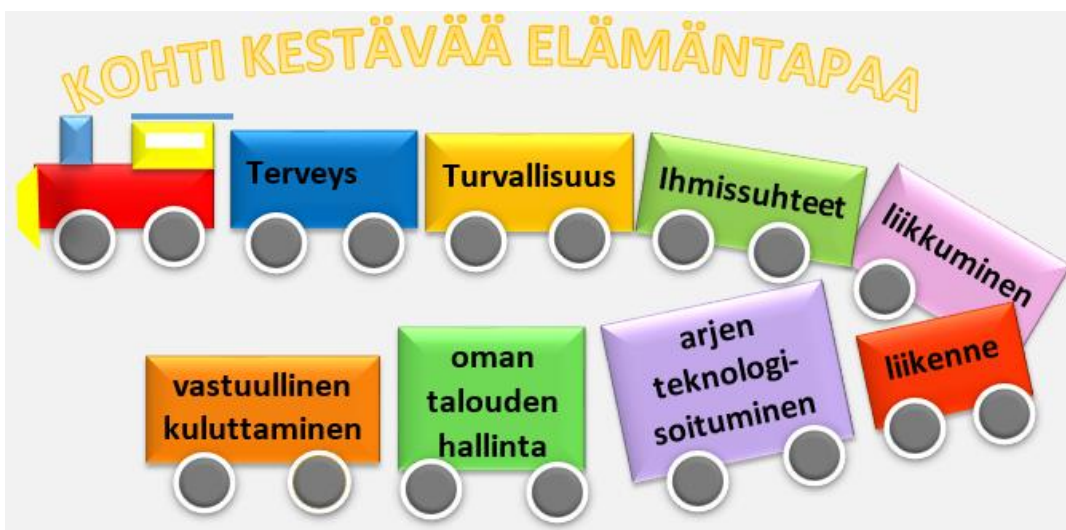 KOHTI KESTÄVÄÄ ELÄMÄNTAPAA
Terveys
Turvallisuus
Ihmissuhteet
liikkuminen
liikenne
arjen
teknologi-
soituminen
oman
talouden
hallinta
vastuullinen
kuluttaminen